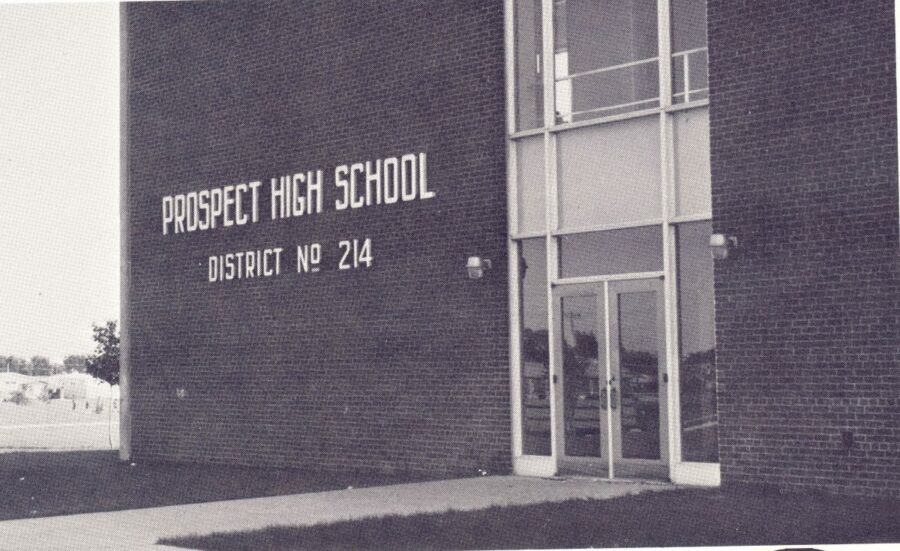 PROSPECT HIGH SCHOOL
DISTRICT Nº 214